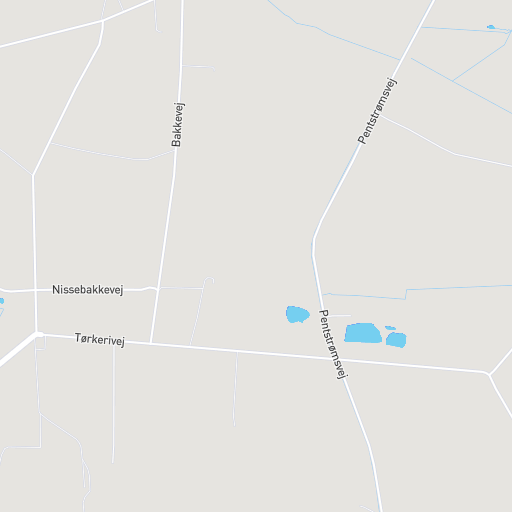 Pentstrømsvej
Bakkevej
Nissebakkevej
Tørkerivej
Pentstrømsvej